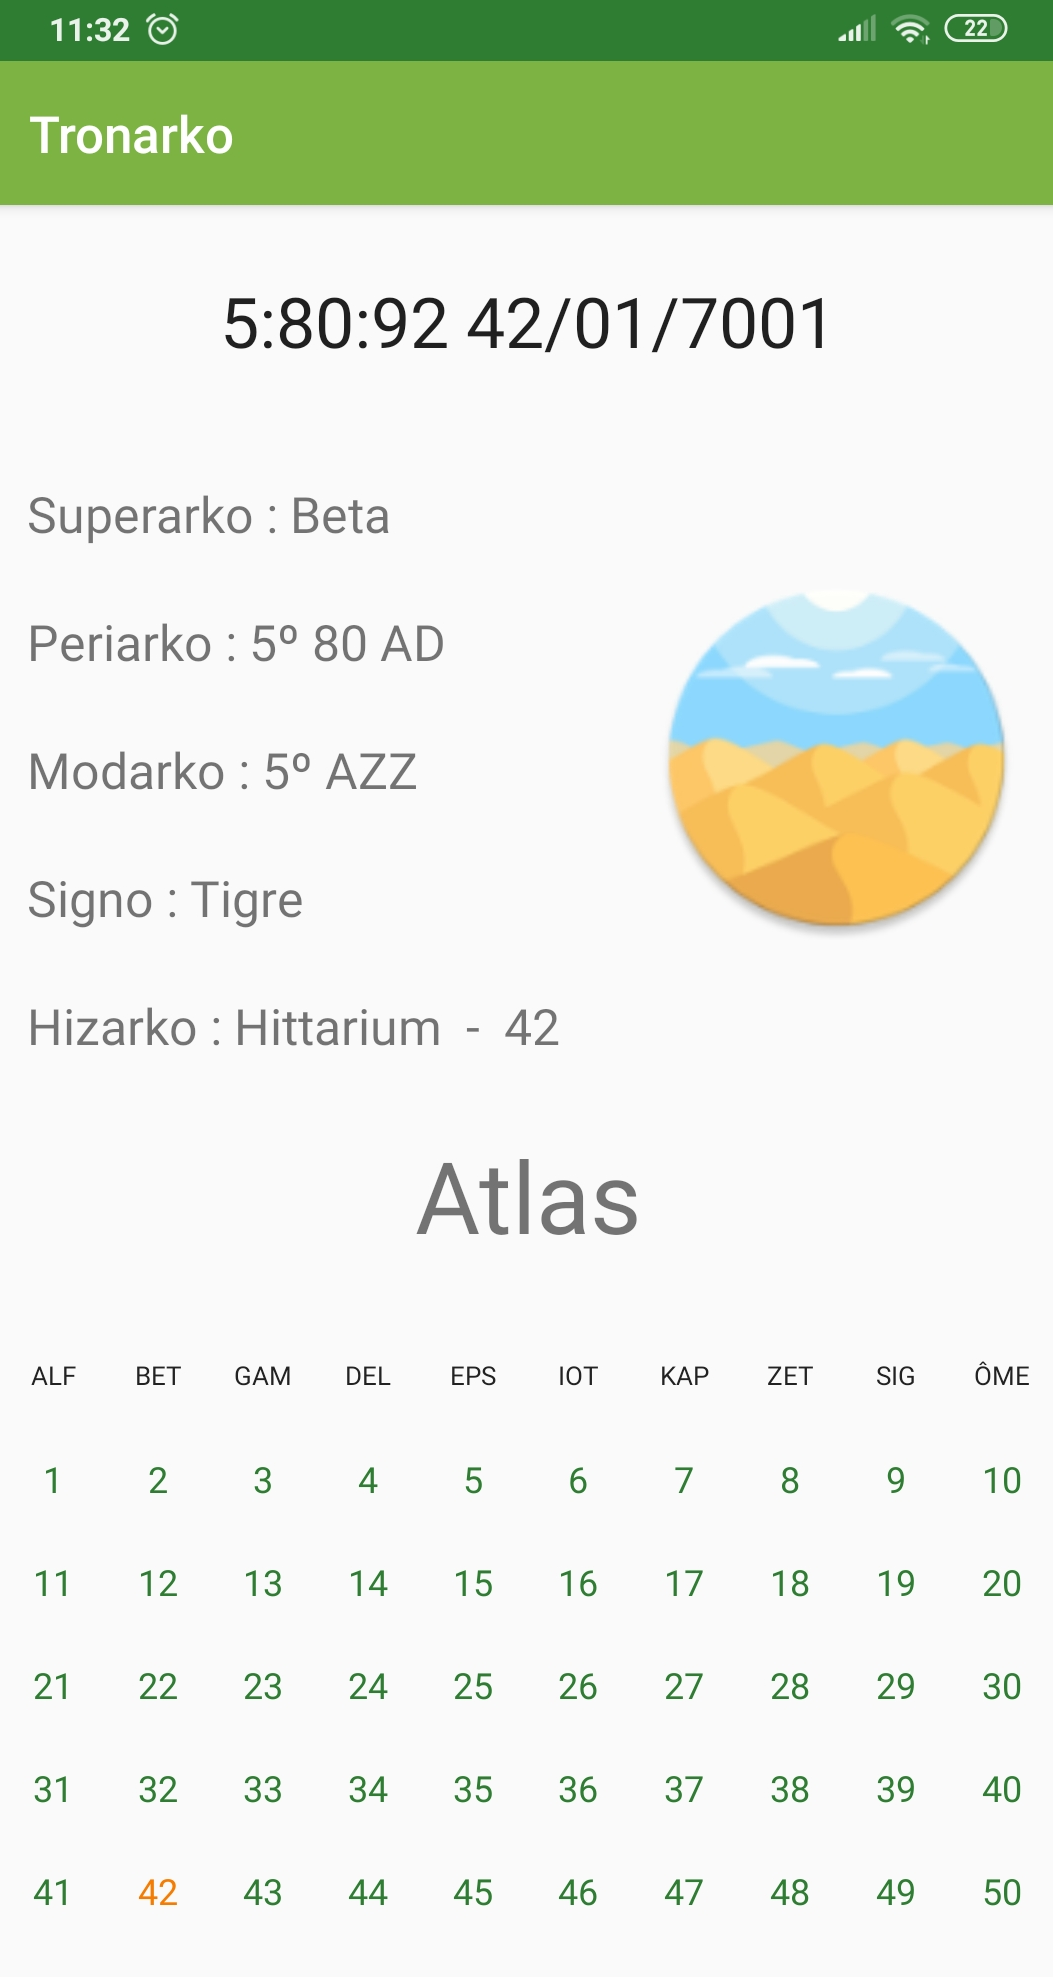 11:32 22
Tronarko
5:80:92 42/01/7001
Superarko : Beta
Periarko : 5º 80 AD
Modarko : 5º AZZ
Signo : Tigre
Hizarko : Hittarium - 42
Atlas
ALF BET GAM DEL EPS IOT KAP ZET SIG ÔME
1 2 3 4 5 6 7 8 9 10
11 12 13 14 15 16 17 18 19 20
21 22 23 24 25 26 27 28 29 30
31 32 33 34 35 36 37 38 39 40
41 42 43 44 45 46 47 48 49 50